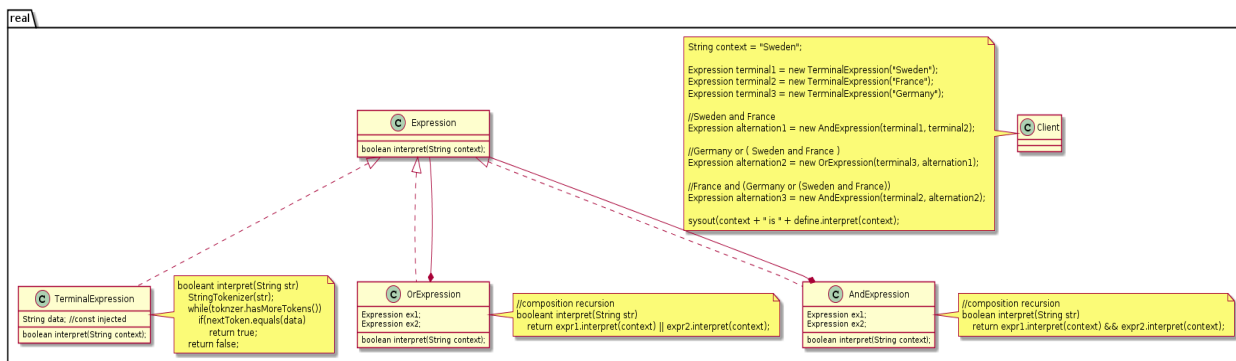 real
String context = "Sweden";
Expression terminal1 = new TerminalExpression("Sweden");
Expression terminal2 = new TerminalExpression("France");
Expression terminal3 = new TerminalExpression("Germany");
//Sweden and France
Expression alternation1 = new AndExpression(terminal1, terminal2);
//Germany or ( Sweden and France )
Expression alternation2 = new OrExpression(terminal3, alternation1);
//France and (Germany or (Sweden and France))
Expression alternation3 = new AndExpression(terminal2, alternation2);
sysout(context + " is " + define.interpret(context);
C Client
C Expression
boolean interpret(String context);
C TerminalExpression
String data; //const injected
boolean interpret(String context);
booleant interpret(String str)
StringTokenizer(str);
while(toknzer.hasMoreTokens())
if(nextToken.equals(data)
return true;
return false;
C OrExpression
Expression ex1;
Expression ex2;
boolean interpret(String context);
//composition recursion
booleant interpret(String str)
return expr1.interpret(context) || expr2.interpret(context);
C AndExpression
Expression ex1;
Expression ex2;
boolean interpret(String context);
//composition recursion
booleant interpret(String str)
return expr1.interpret(context) && expr2.interpret(context);